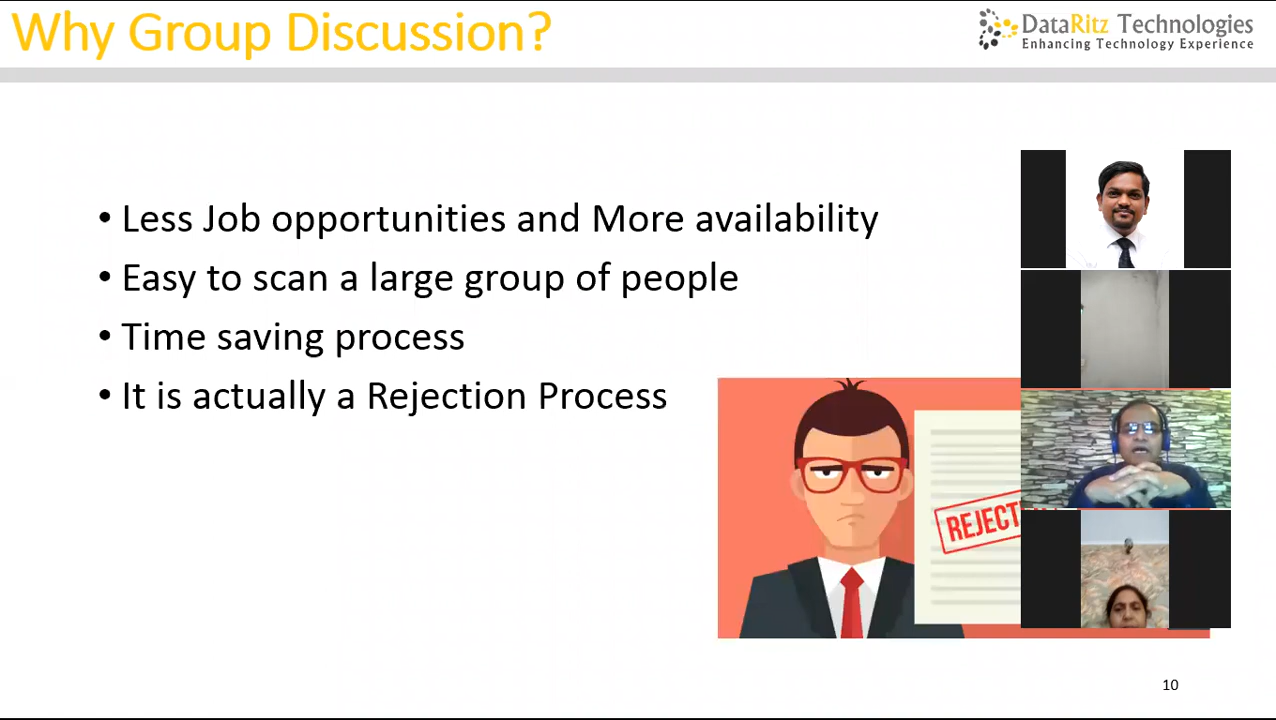 Why Group Discussion?
DataRitz Technologies
Enhancing Technology Experience
• Less Job opportunities and More availability
• Easy to scan a large group of people
• Time saving process
• It is actually a Rejection Process
10